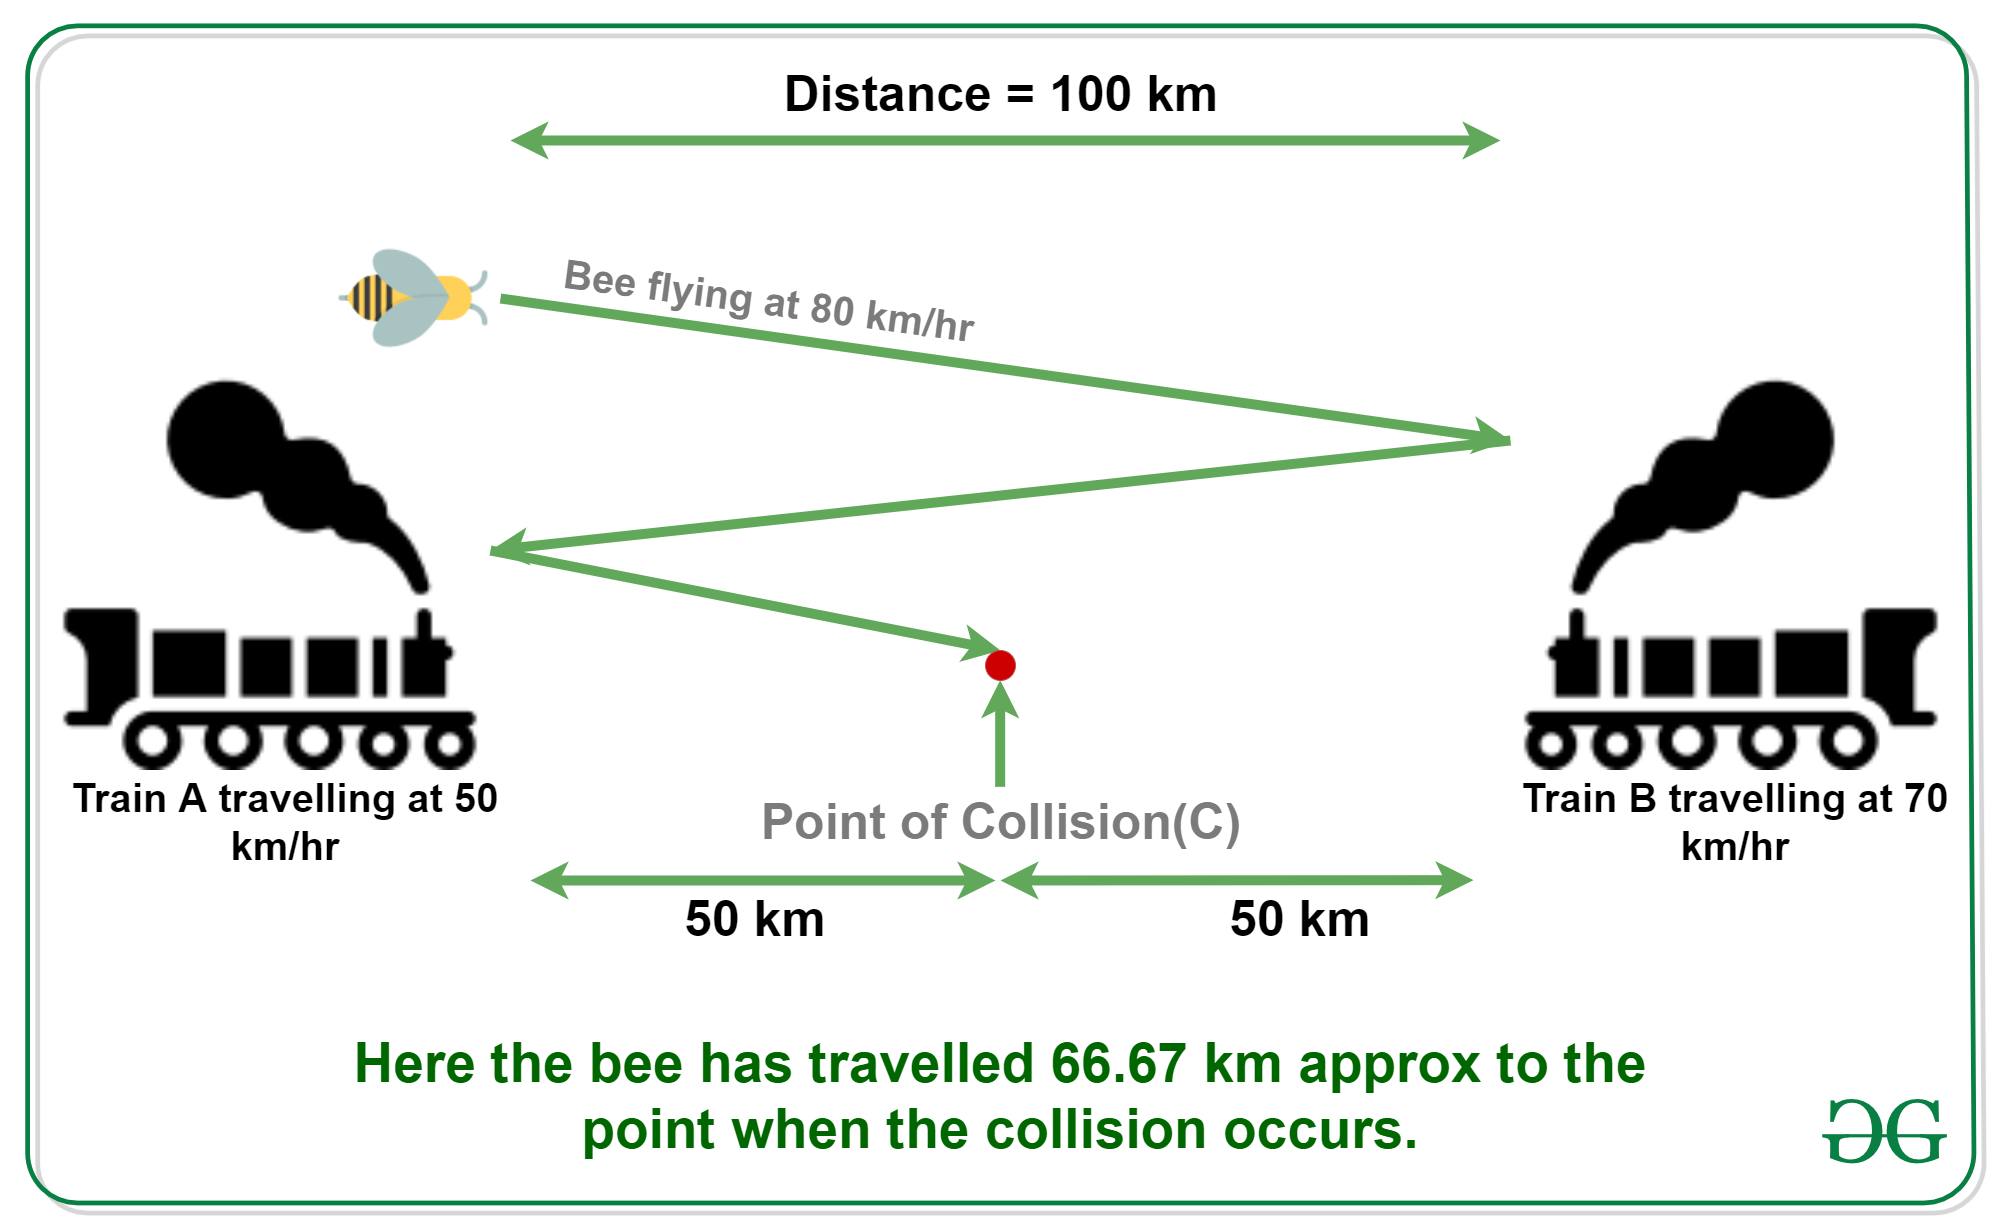 Distance = 100 km
Bee flying at 80 km/hr
Train A travelling at 50
km/hr
Train B travelling at 70
km/hr
Point of Collision(C)
50 km
50 km
Here the bee has travelled 66.67 km approx to the
point when the collision occurs.